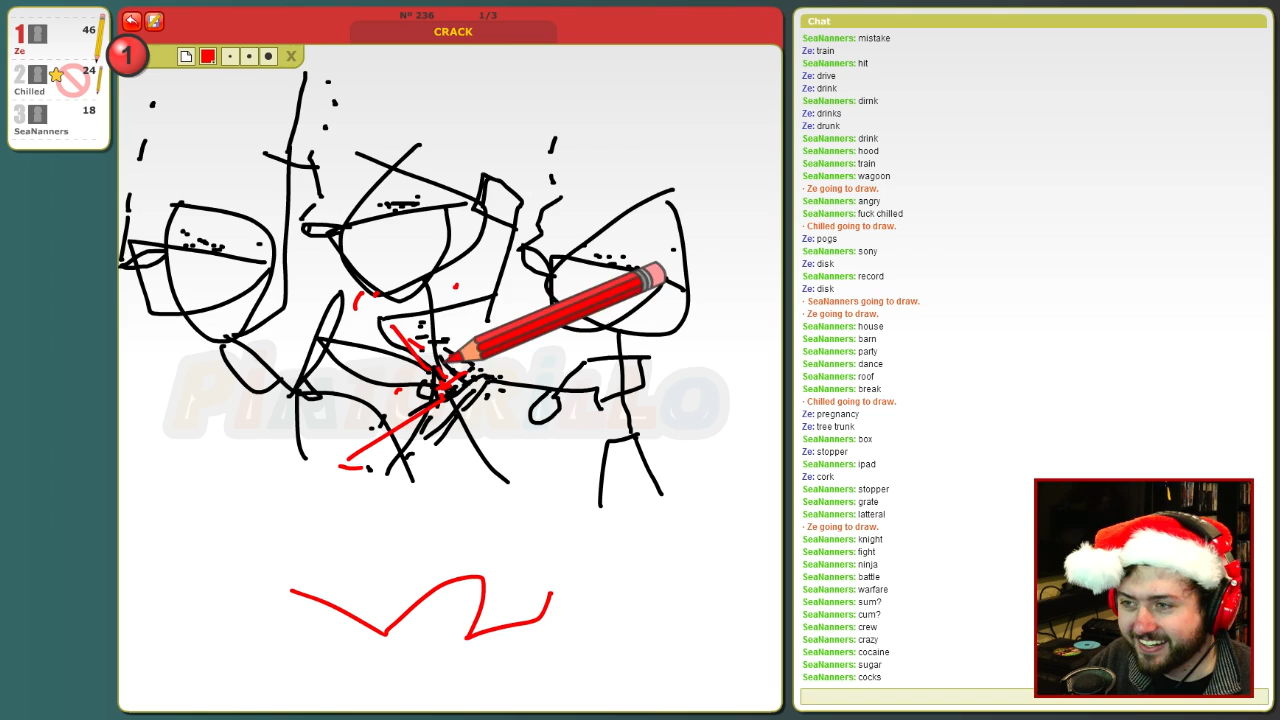 1
46
Ze
2
24
Chilled
3
18
SeaNanners
1
Nº 236
1/3
CRACK
X
Chat
SeaNanners: mistake
Ze: train
SeaNanners: hit
Ze: drive
Ze: drink
SeaNanners: dirnk
Ze: drinks
Ze: drunk
SeaNanners: drink
SeaNanners: hood
SeaNanners: train
SeaNanners: wagoon
· Ze going to draw.
SeaNanners: angry
SeaNanners: fuck chilled
· Chilled going to draw.
Ze: pogs
SeaNanners: sony
Ze: disk
SeaNanners: record
Ze: disk
· SeaNanners going to draw.
· Ze going to draw.
SeaNanners: house
SeaNanners: barn
SeaNanners: party
SeaNanners: dance
SeaNanners: roof
SeaNanners: break
· Chilled going to draw.
Ze: pregnancy
Ze: tree trunk
SeaNanners: box
Ze: stopper
SeaNanners: ipad
Ze: cork
SeaNanners: stopper
SeaNanners: grate
SeaNanners: latteral
· Ze going to draw.
SeaNanners: knight
SeaNanners: fight
SeaNanners: ninja
SeaNanners: battle
SeaNanners: warfare
SeaNanners: sum?
SeaNanners: cum?
SeaNanners: crew
SeaNanners: crazy
SeaNanners: cocaine
SeaNanners: sugar
SeaNanners: cocks